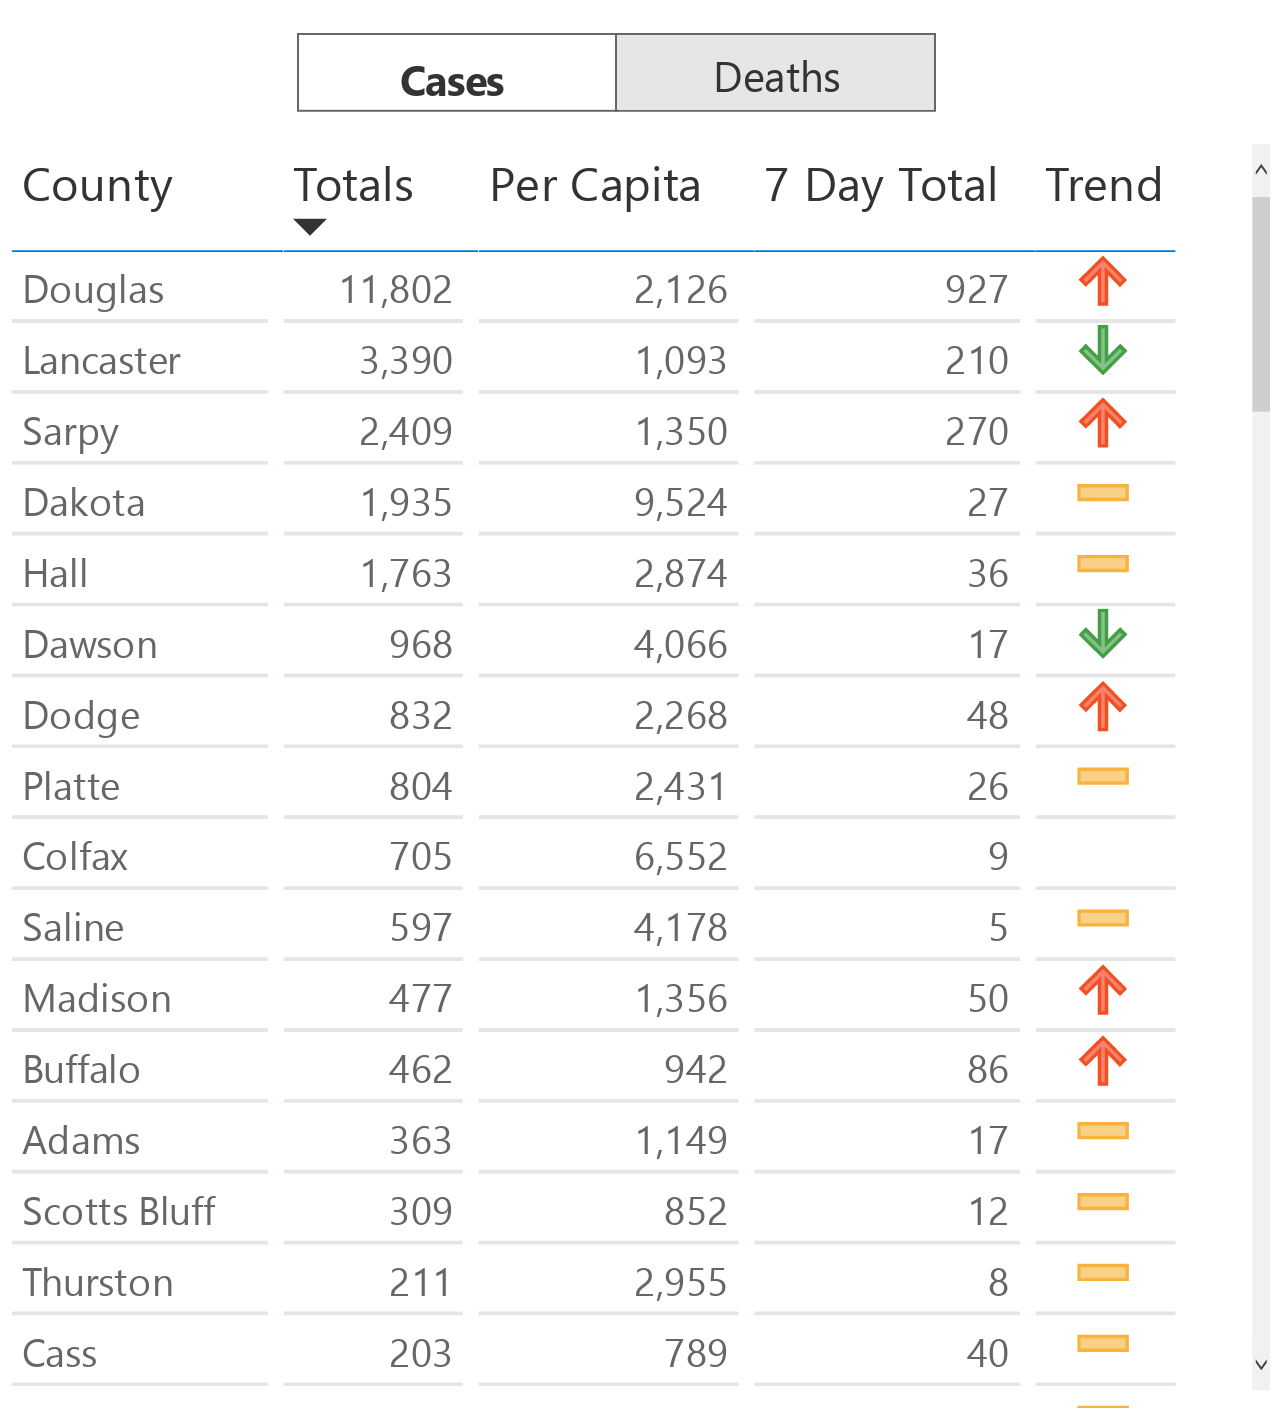 Cases Deaths
County Totals Per Capita 7 Day Total Trend
Douglas 11,802 2,126 927
Lancaster 3,390 1,093 210
Sarpy 2,409 1,350 270
Dakota 1,935 9,524 27
Hall 1,763 2,874 36
Dawson 968 4,066 17
Dodge 832 2,268 48
Platte 804 2,431 26
Colfax 705 6,552 9
Saline 597 4,178 5
Madison 477 1,356 50
Buffalo 462 942 86
Adams 363 1,149 17
Scotts Bluff 309 852 12
Thurston 211 2,955 8
Cass 203 789 40